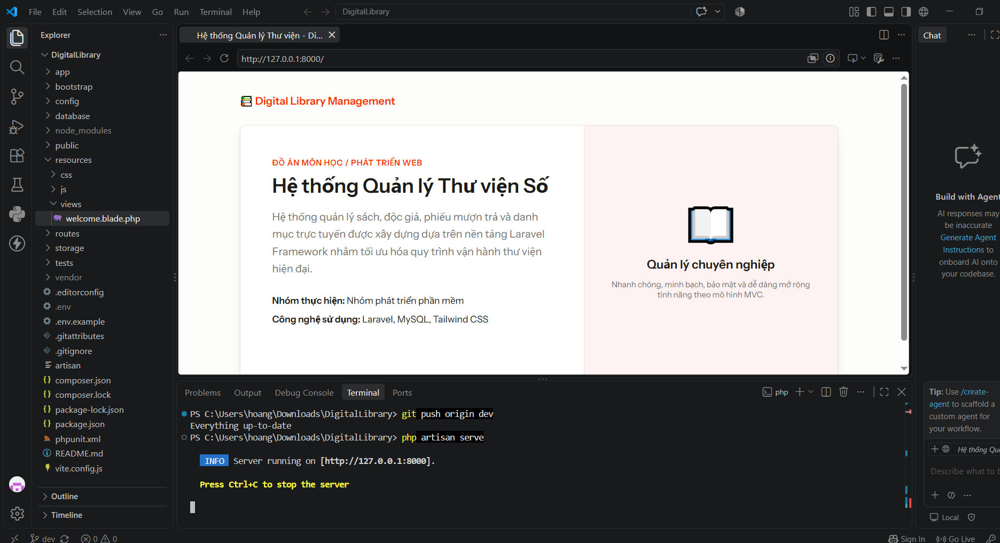 File Edit Selection View Go Run Terminal Help
DigitalLibrary
Explorer
DigitalLibrary
app
bootstrap
config
database
node_modules
public
resources
css
js
views
welcome.blade.php
routes
storage
tests
vendor
.editorconfig
.env
.env.example
.gitattributes
.gitignore
artisan
composer.json
composer.lock
package-lock.json
package.json
phpunit.xml
README.md
vite.config.js
Outline
Timeline
Hệ thống Quản lý Thư viện - Di...
http://127.0.0.1:8000/
Digital Library Management
ĐỒ ÁN MÔN HỌC / PHÁT TRIỂN WEB
Hệ thống Quản lý Thư viện Số
Hệ thống quản lý sách, độc giả, phiếu mượn trả và danh
mục trực tuyến được xây dựng dựa trên nền tảng Laravel
Framework nhằm tối ưu hóa quy trình vận hành thư viện
hiện đại.
Nhóm thực hiện: Nhóm phát triển phần mềm
Công nghệ sử dụng: Laravel, MySQL, Tailwind CSS
Quản lý chuyên nghiệp
Nhanh chóng, minh bạch, bảo mật và dễ dàng mở rộng
tính năng theo mô hình MVC.
Problems Output Debug Console Terminal Ports
php
PS C:\Users\hoang\Downloads\DigitalLibrary> git push origin dev
Everything up-to-date
PS C:\Users\hoang\Downloads\DigitalLibrary> php artisan serve
INFO Server running on [http://127.0.0.1:8000].
Press Ctrl+C to stop the server
Chat
Build with Agent
AI responses may
be inaccurate
Generate Agent
Instructions to
onboard AI onto
your codebase.
Tip: Use /create-
agent to scaffold a
custom agent for
your workflow.
Hệ thống Qu
Describe what to b
Local
dev
0 0
Sign In
Go Live